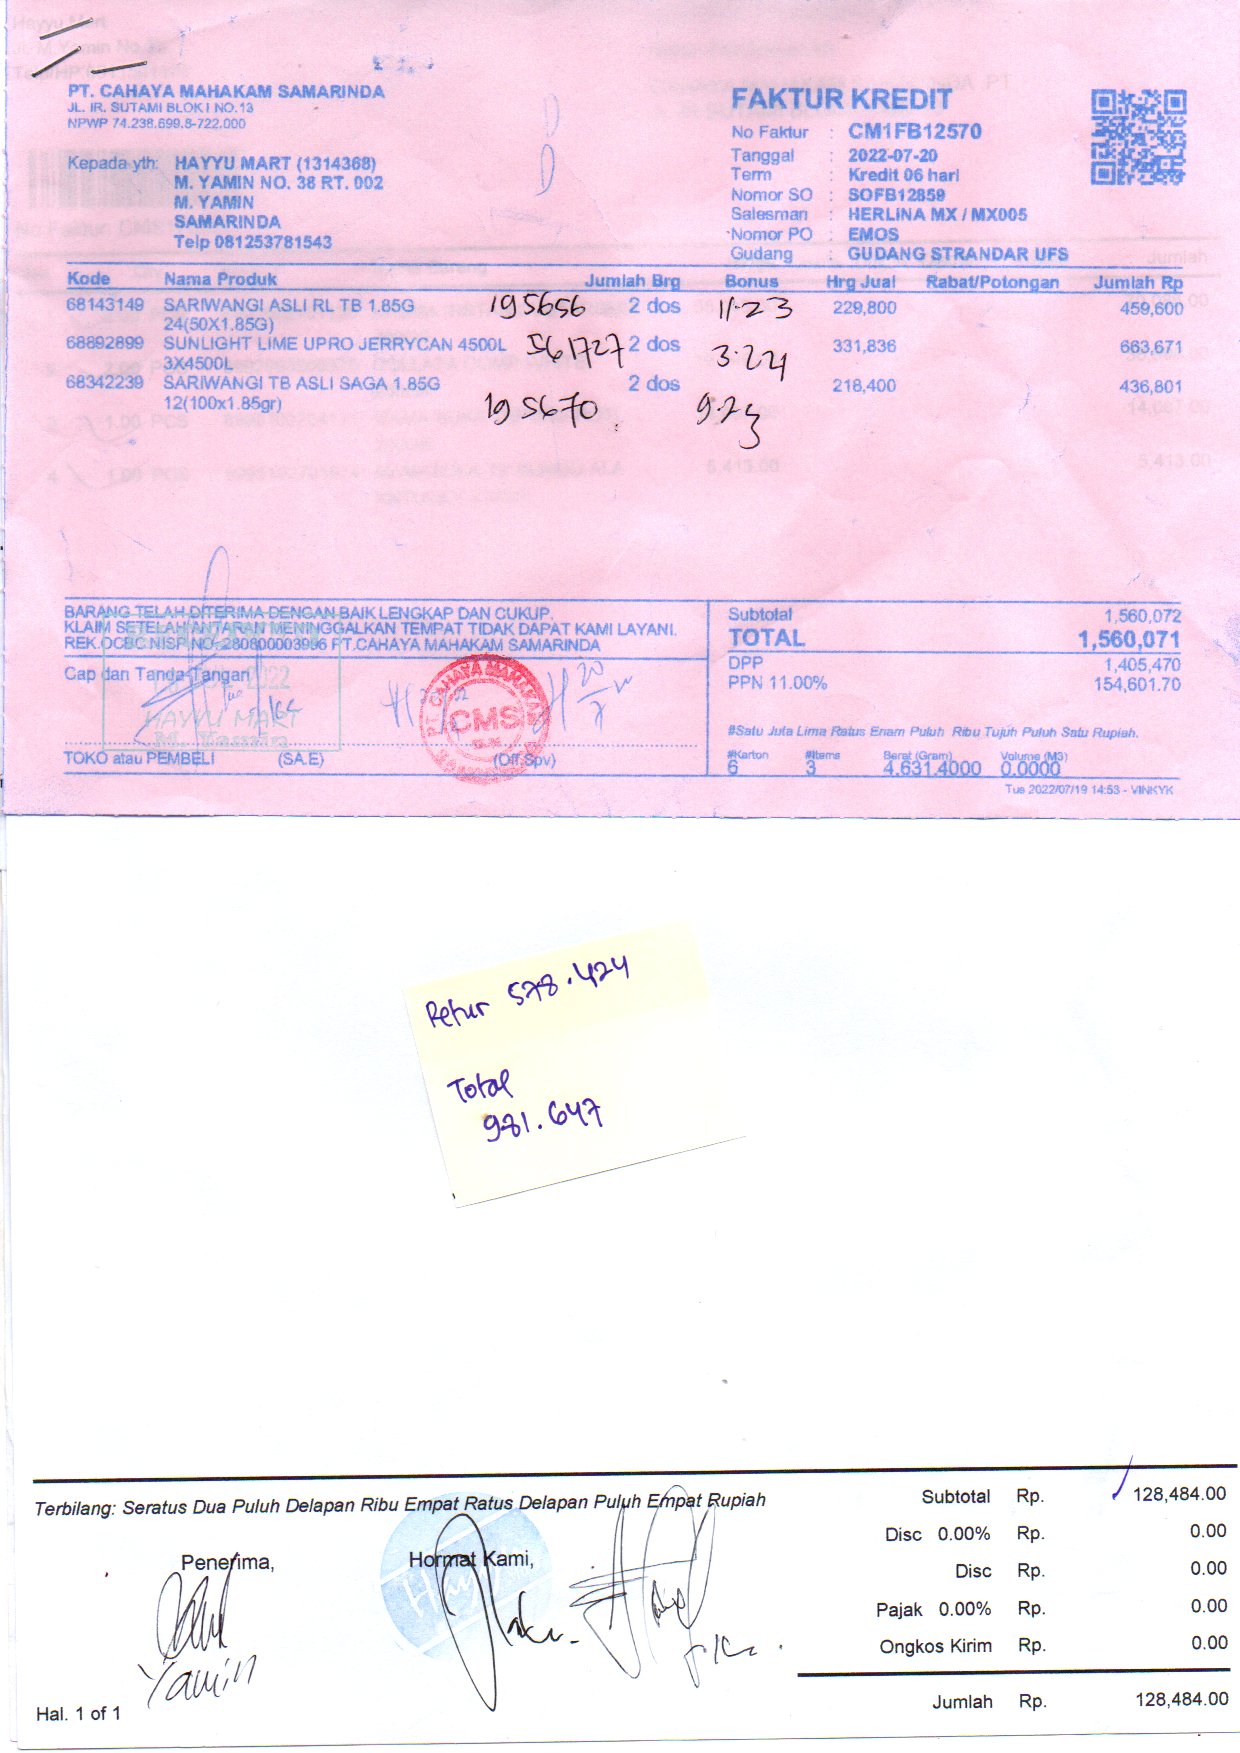 PT. CAHAYA MAHAKAM SAMARINDA
JL. IR. SUTAMI BLOK I NO.13
NPWP 74.238.699.8-722.000
Kepada yth: HAYYU MART (1314368)
M. YAMIN NO. 38 RT. 002
M. YAMIN
SAMARINDA
Telp 081253781543
FAKTUR KREDIT
No Faktur : CM1FB12570
Tanggal : 2022-07-20
Term : Kredit 06 hari
Nomor SO : SOFB12859
Salesman : HERLINA MX / MX005
Nomor PO : EMOS
Gudang : GUDANG STRANDAR UFS
Kode Nama Produk Jumlah Brg Bonus Hrg Jual Rabat/Potongan Jumlah Rp
68143149 SARIWANGI ASLI RL TB 1.85G 195656 2 dos 11-23 229,800 459,600
24(50X1.85G)
68892899 SUNLIGHT LIME UPRO JERRYCAN 4500L 561727 2 dos 3-24 331,836 663,671
3X4500L
68342239 SARIWANGI TB ASLI SAGA 1.85G 2 dos 218,400 436,801
12(100x1.85gr) 195670 9-23
BARANG TELAH DITERIMA DENGAN BAIK LENGKAP DAN CUKUP.
KLAIM SETELAH ANTARAN MENINGGALKAN TEMPAT TIDAK DAPAT KAMI LAYANI.
REK.OCBC NISP NO. 280800003996 PT.CAHAYA MAHAKAM SAMARINDA
Cap dan Tanda Tangan
2022
HAYYU MART
M. Yamin
PT. CAHAYA MAHAKAM
CMS
20/7
TOKO atau PEMBELI (SA.E) (Off.Spv)
Subtotal 1,560,072
TOTAL 1,560,071
DPP 1,405,470
PPN 11.00% 154,601.70
#Satu Juta Lima Ratus Enam Puluh Ribu Tujuh Puluh Satu Rupiah.
#Karton #Items Berat (Gram) Volume (M3)
6 3 4,631.4000 0.0000
Tue 2022/07/19 14:53 - VINKYK
Retur 578.424
Total
981.647
Terbilang: Seratus Dua Puluh Delapan Ribu Empat Ratus Delapan Puluh Empat Rupiah
Subtotal Rp. 128,484.00
Disc 0.00% Rp. 0.00
Disc Rp. 0.00
Pajak 0.00% Rp. 0.00
Ongkos Kirim Rp. 0.00
Jumlah Rp. 128,484.00
Penerima, Hormat Kami,
Yamin
Hal. 1 of 1